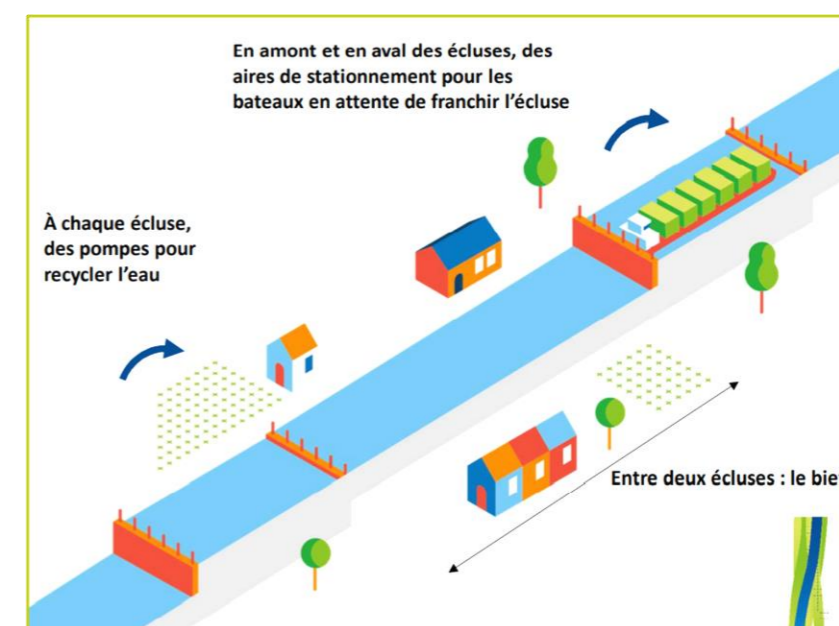 En amont et en aval des écluses, des
aires de stationnement pour les
bateaux en attente de franchir l'écluse
À chaque écluse,
des pompes pour
recycler l'eau
Entre deux écluses : le bie